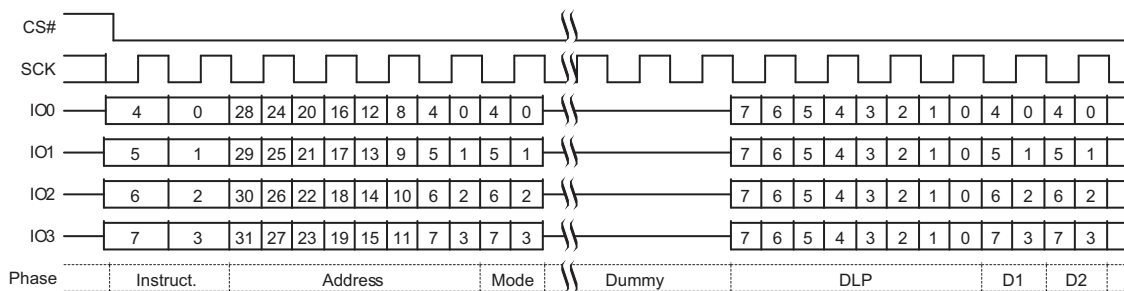 CS#
SCK
IO0 4 0 28 24 20 16 12 8 4 0 4 0 7 6 5 4 3 2 1 0 4 0 4 0
IO1 5 1 29 25 21 17 13 9 5 1 5 1 7 6 5 4 3 2 1 0 5 1 5 1
IO2 6 2 30 26 22 18 14 10 6 2 6 2 7 6 5 4 3 2 1 0 6 2 6 2
IO3 7 3 31 27 23 19 15 11 7 3 7 3 7 6 5 4 3 2 1 0 7 3 7 3
Phase Instruct. Address Mode Dummy DLP D1 D2